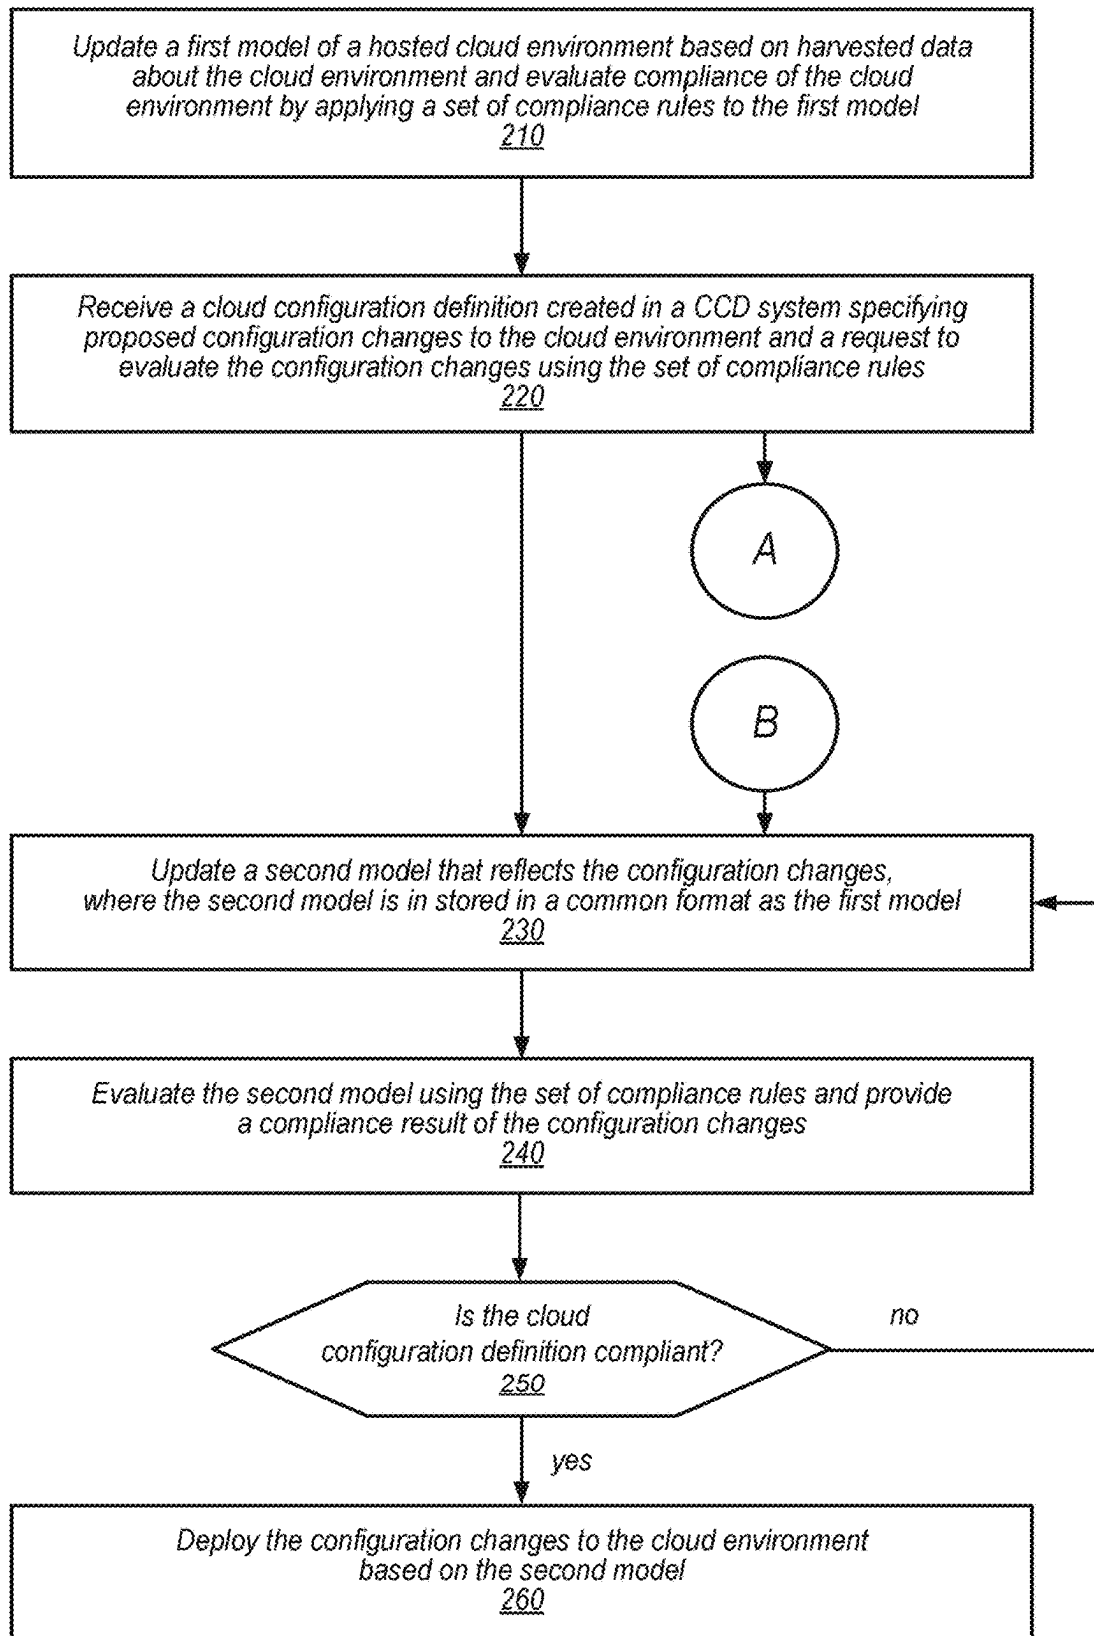 Update a first model of a hosted cloud environment based on harvested data
about the cloud environment and evaluate compliance of the cloud
environment by applying a set of compliance rules to the first model
210
Receive a cloud configuration definition created in a CCD system specifying
proposed configuration changes to the cloud environment and a request to
evaluate the configuration changes using the set of compliance rules
220
A
B
Update a second model that reflects the configuration changes,
where the second model is in stored in a common format as the first model
230
Evaluate the second model using the set of compliance rules and provide
a compliance result of the configuration changes
240
Is the cloud
configuration definition compliant?
250
no
yes
Deploy the configuration changes to the cloud environment
based on the second model
260